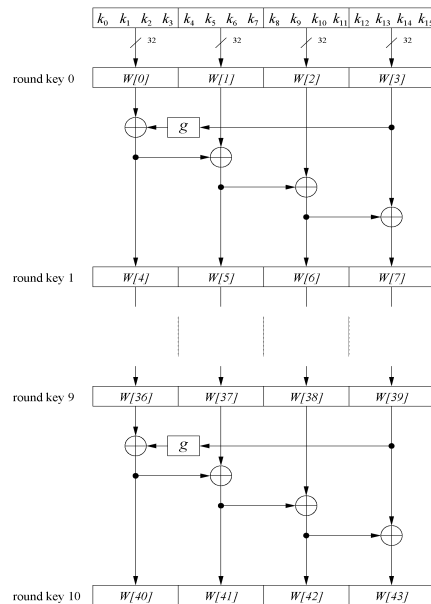 k₀ k₁ k₂ k₃ k₄ k₅ k₆ k₇ k₈ k₉ k₁₀ k₁₁ k₁₂ k₁₃ k₁₄ k₁₅
32 32 32 32
round key 0 W[0] W[1] W[2] W[3]
g
round key 1 W[4] W[5] W[6] W[7]
round key 9 W[36] W[37] W[38] W[39]
g
round key 10 W[40] W[41] W[42] W[43]